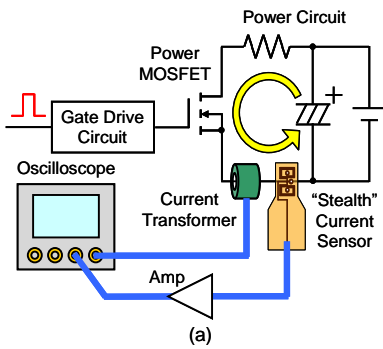 Power Circuit
Power
MOSFET
+
Gate Drive
Circuit
Oscilloscope
Current
Transformer
“Stealth”
Current
Sensor
Amp
(a)